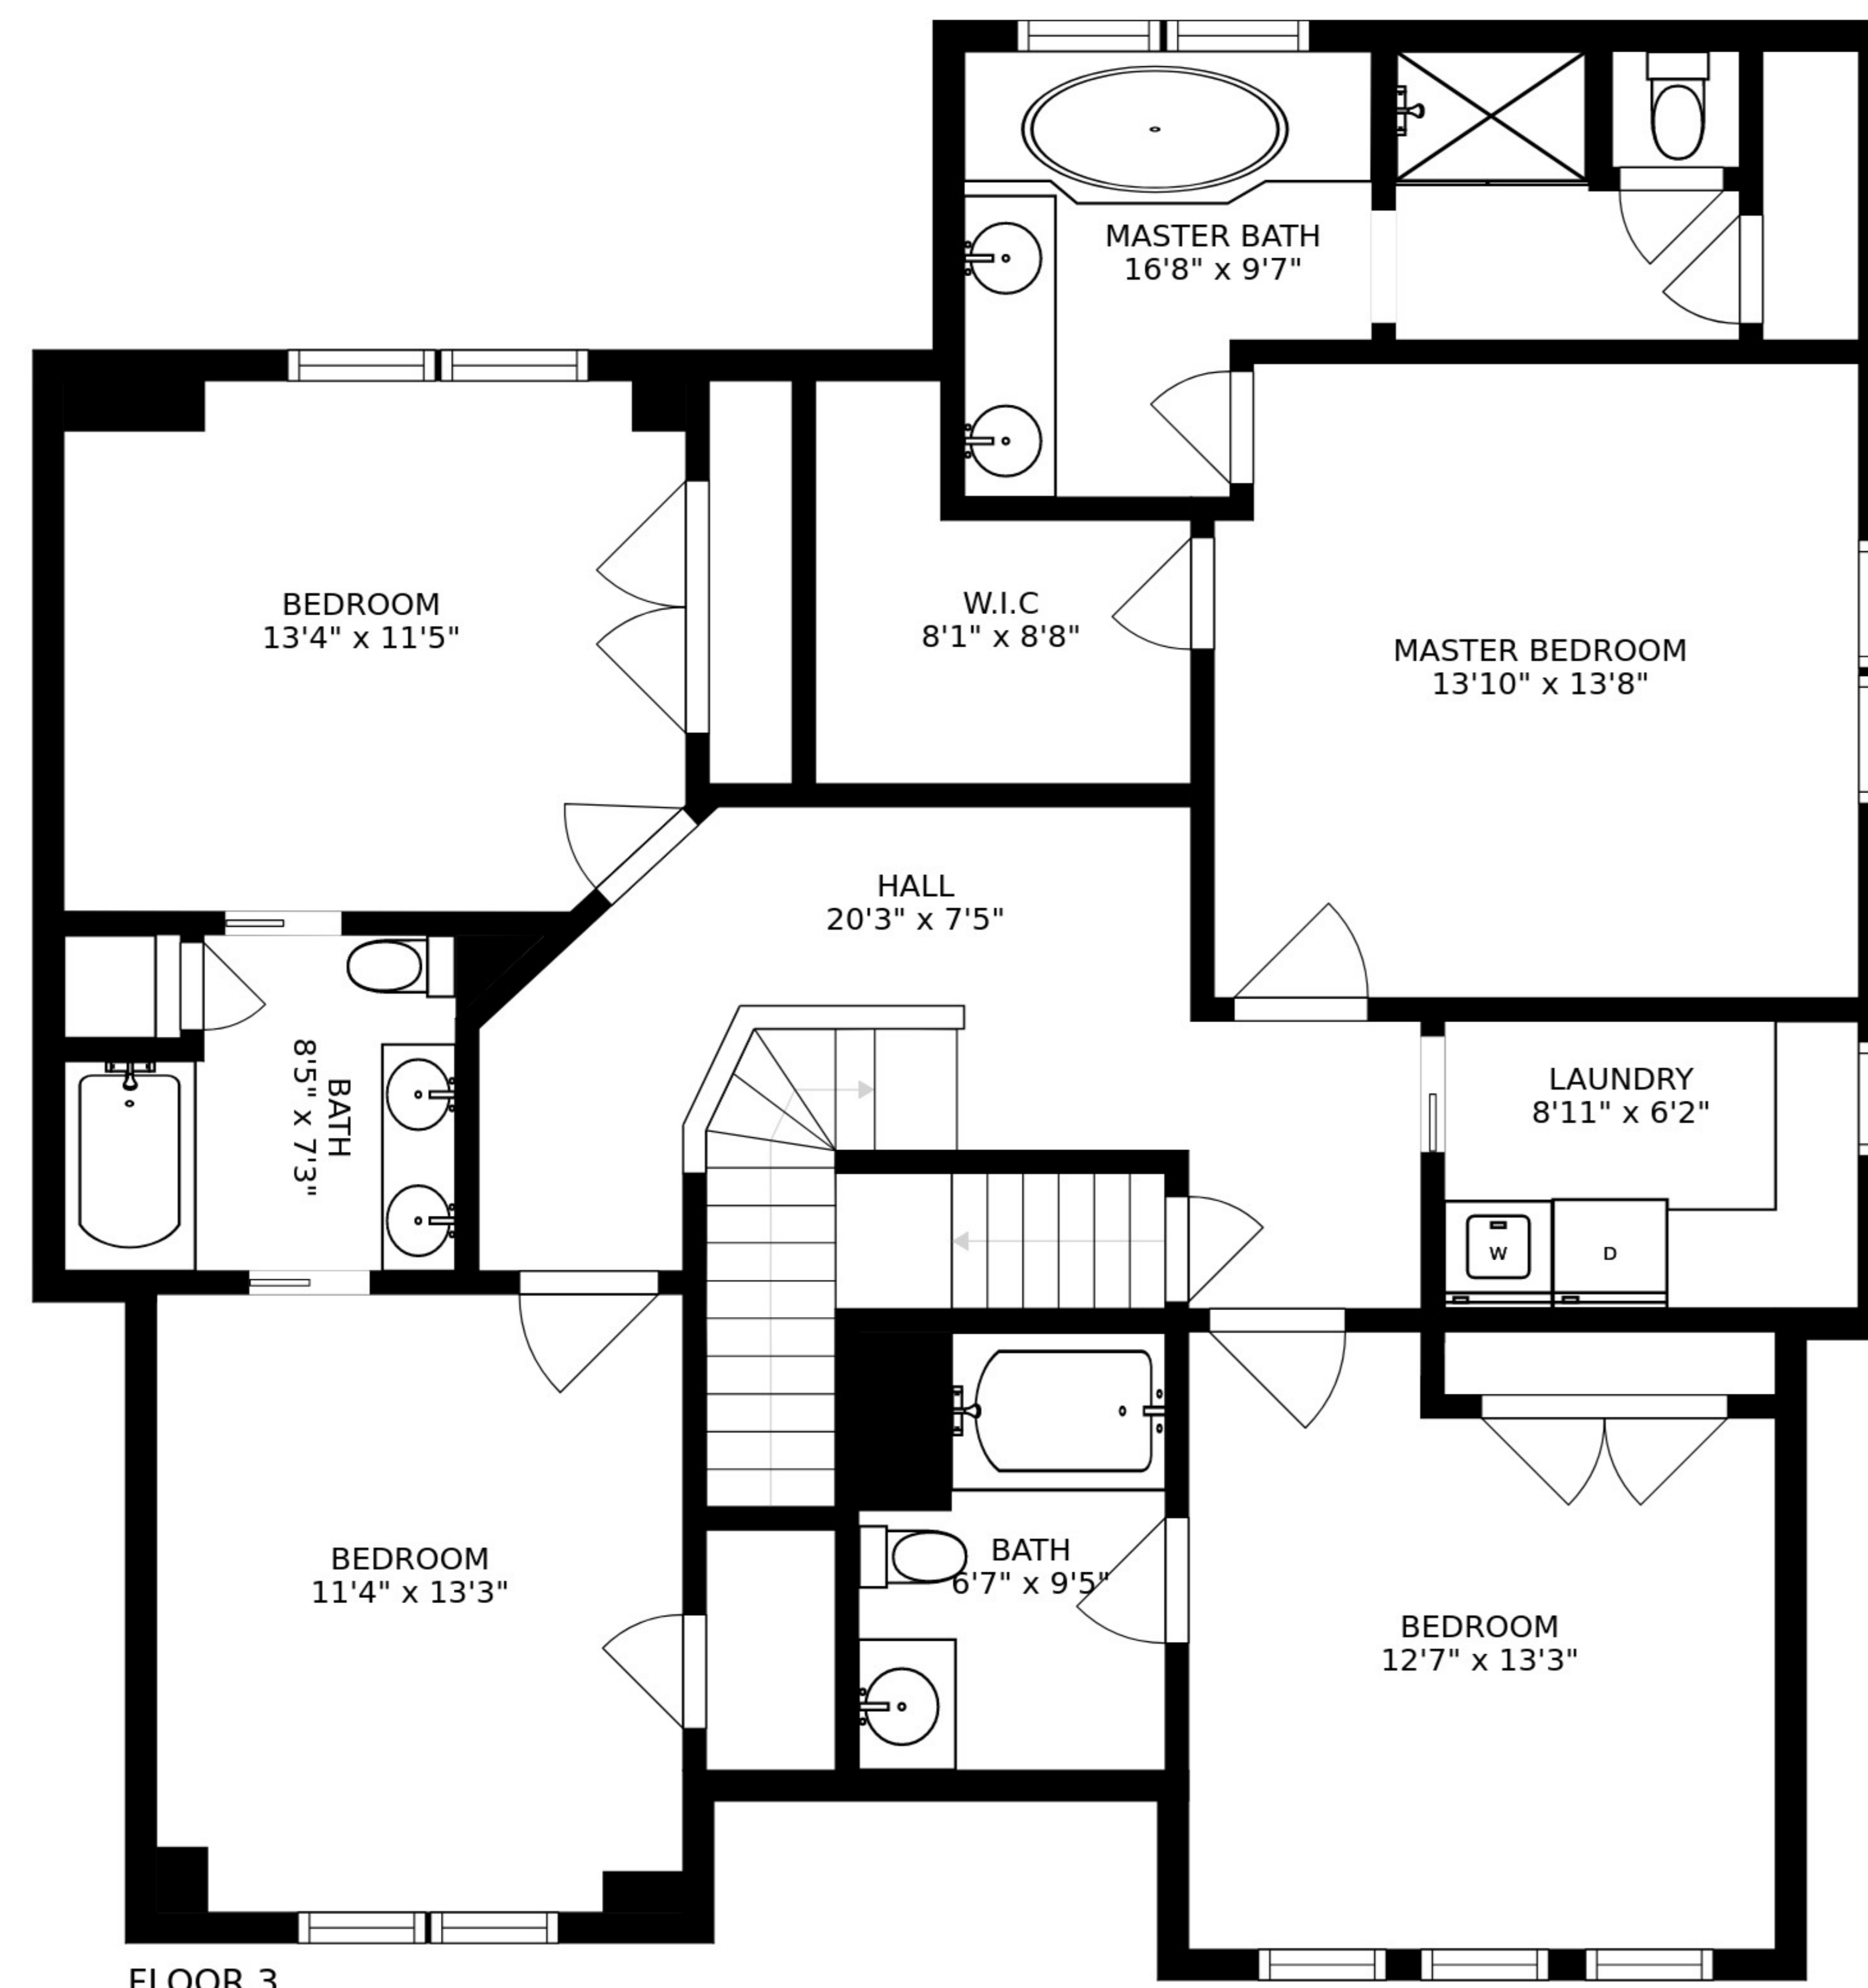 MASTER BATH
16'8" x 9'7"
BEDROOM
13'4" x 11'5"
W.I.C
8'1" x 8'8"
MASTER BEDROOM
13'10" x 13'8"
HALL
20'3" x 7'5"
BATH
8'5" x 7'3"
LAUNDRY
8'11" x 6'2"
W
D
BEDROOM
11'4" x 13'3"
BATH
6'7" x 9'5"
BEDROOM
12'7" x 13'3"
FLOOR 3